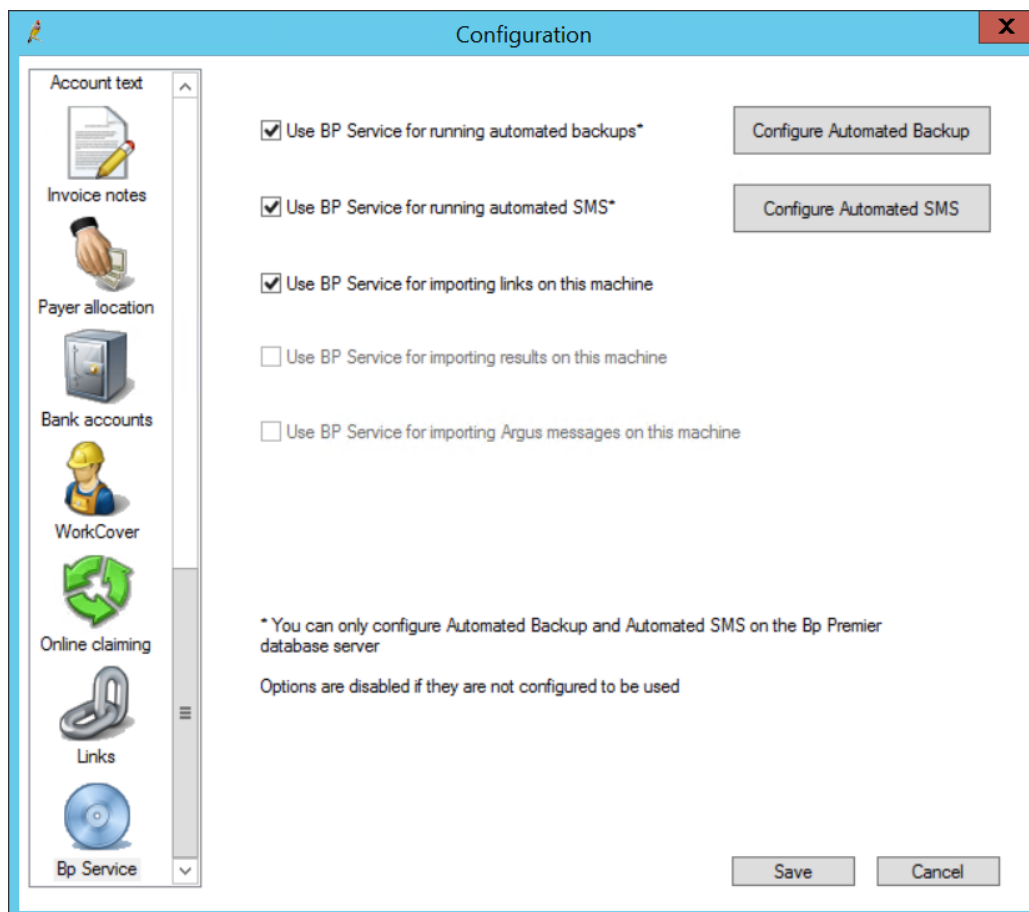 Configuration
X
Account text
Invoice notes
Payer allocation
Bank accounts
WorkCover
Online claiming
Links
Bp Service
Use BP Service for running automated backups*
Configure Automated Backup
Use BP Service for running automated SMS*
Configure Automated SMS
Use BP Service for importing links on this machine
Use BP Service for importing results on this machine
Use BP Service for importing Argus messages on this machine
* You can only configure Automated Backup and Automated SMS on the Bp Premier
database server
Options are disabled if they are not configured to be used
Save
Cancel